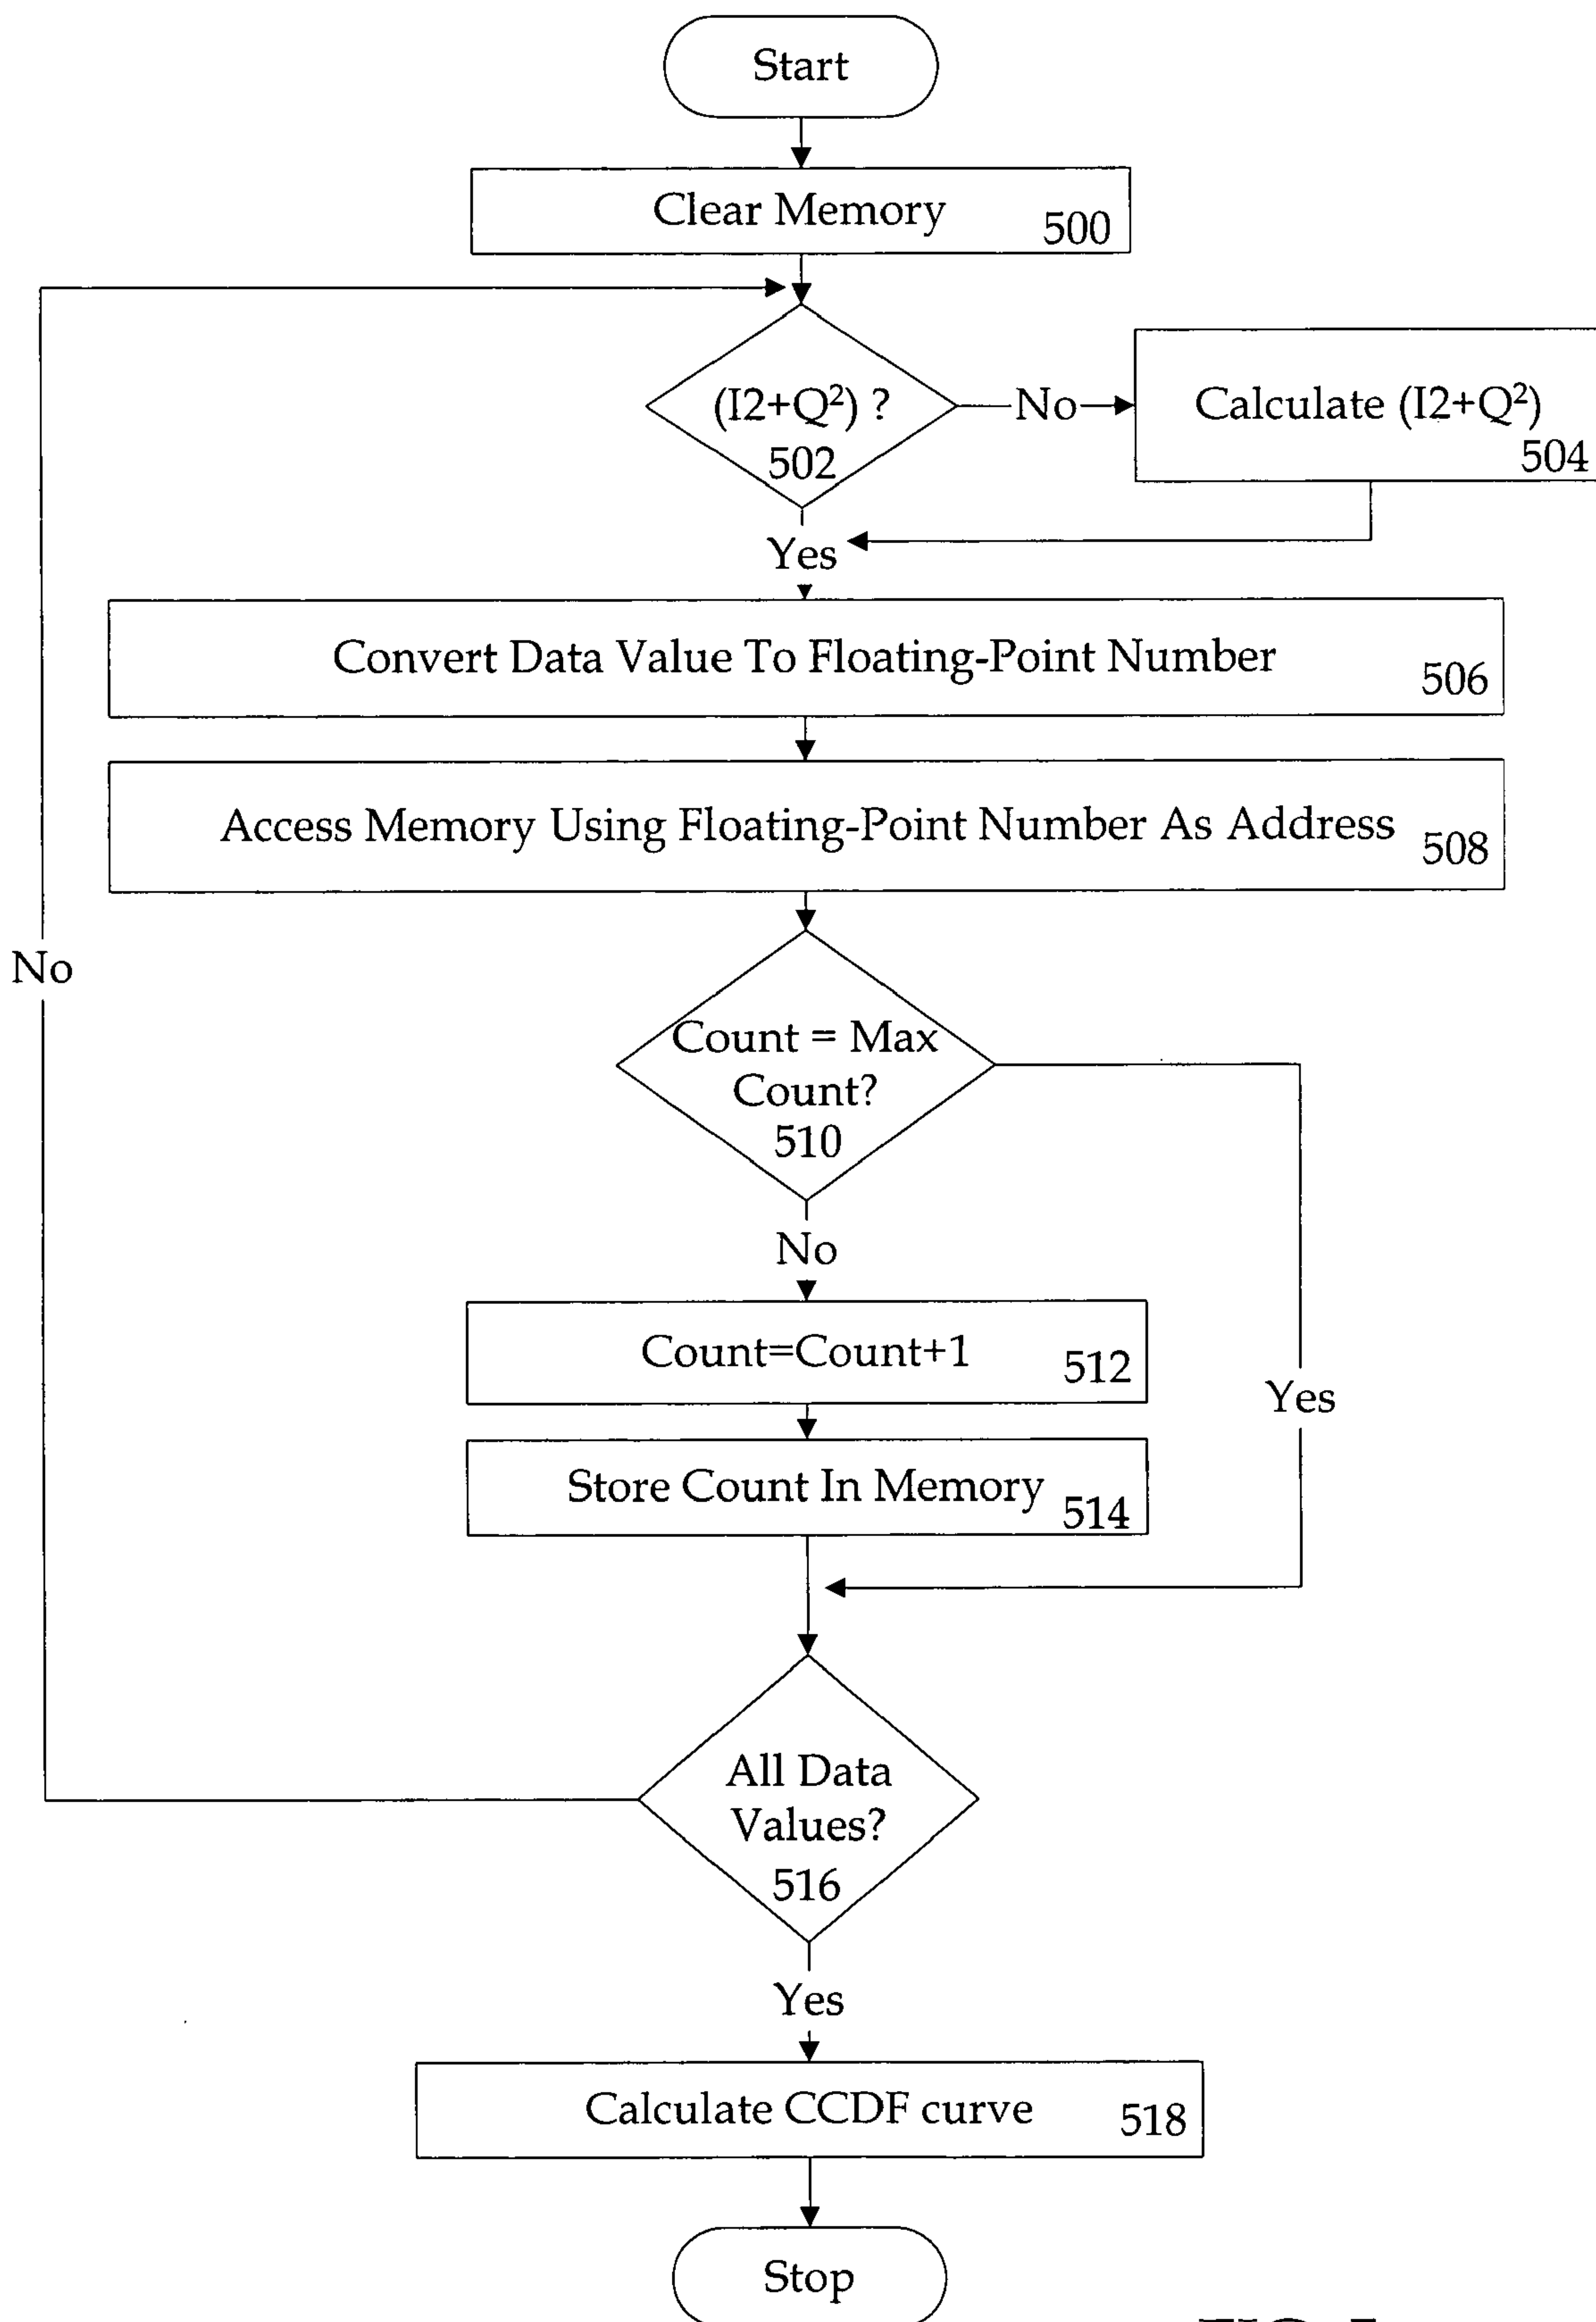 Start
Clear Memory
500
(I2+Q²) ?
502
No
Calculate (I2+Q²)
504
Yes
Convert Data Value To Floating-Point Number
506
Access Memory Using Floating-Point Number As Address
508
No
Count = Max
Count?
510
No
Count=Count+1
512
Yes
Store Count In Memory
514
All Data
Values?
516
Yes
Calculate CCDF curve
518
Stop